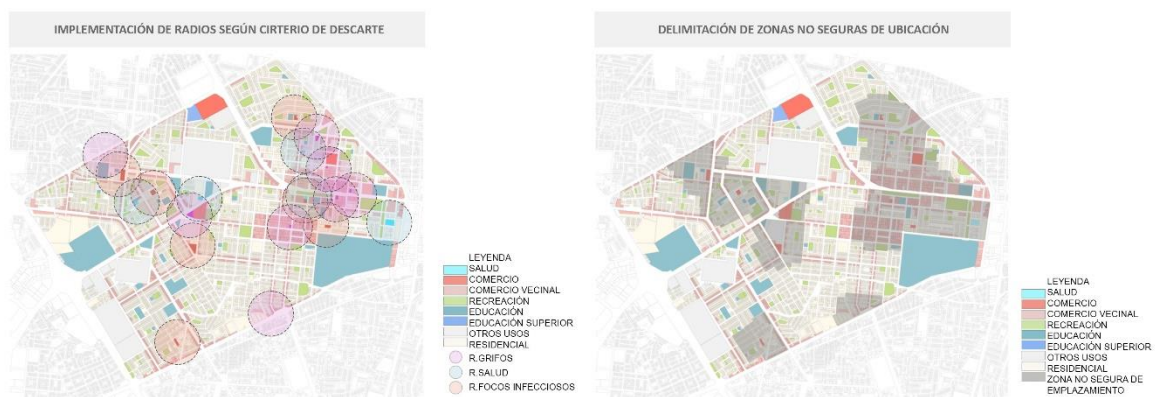 IMPLEMENTACIÓN DE RADIOS SEGÚN CIRTERIO DE DESCARTE
LEYENDA
SALUD
COMERCIO
COMERCIO VECINAL
RECREACIÓN
EDUCACIÓN
EDUCACIÓN SUPERIOR
OTROS USOS
RESIDENCIAL
R.GRIFOS
R.SALUD
R.FOCOS INFECCIOSOS
DELIMITACIÓN DE ZONAS NO SEGURAS DE UBICACIÓN
LEYENDA
SALUD
COMERCIO
COMERCIO VECINAL
RECREACIÓN
EDUCACIÓN
EDUCACIÓN SUPERIOR
OTROS USOS
RESIDENCIAL
ZONA NO SEGURA DE
EMPLAZAMIENTO